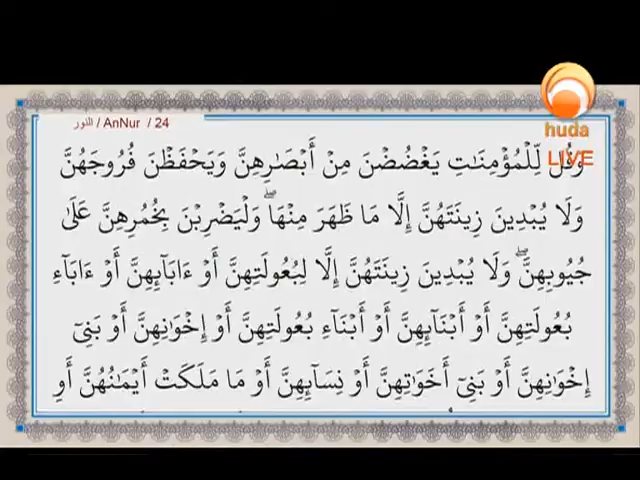 النور / AnNur / 24
huda
LIVE
وَقُل لِّلْمُؤْمِنَـٰتِ يَغْضُضْنَ مِنْ أَبْصَـٰرِهِنَّ وَيَحْفَظْنَ فُرُوجَهُنَّ
وَلَا يُبْدِينَ زِينَتَهُنَّ إِلَّا مَا ظَهَرَ مِنْهَا ۖ وَلْيَضْرِبْنَ بِخُمُرِهِنَّ عَلَىٰ
جُيُوبِهِنَّ ۖ وَلَا يُبْدِينَ زِينَتَهُنَّ إِلَّا لِبُعُولَتِهِنَّ أَوْ ءَابَآئِهِنَّ أَوْ ءَابَآءِ
بُعُولَتِهِنَّ أَوْ أَبْنَآئِهِنَّ أَوْ أَبْنَآءِ بُعُولَتِهِنَّ أَوْ إِخْوَٰنِهِنَّ أَوْ بَنِىٓ
إِخْوَٰنِهِنَّ أَوْ بَنِىٓ أَخَوَٰتِهِنَّ أَوْ نِسَآئِهِنَّ أَوْ مَا مَلَكَتْ أَيْمَـٰنُهُنَّ أَوِ